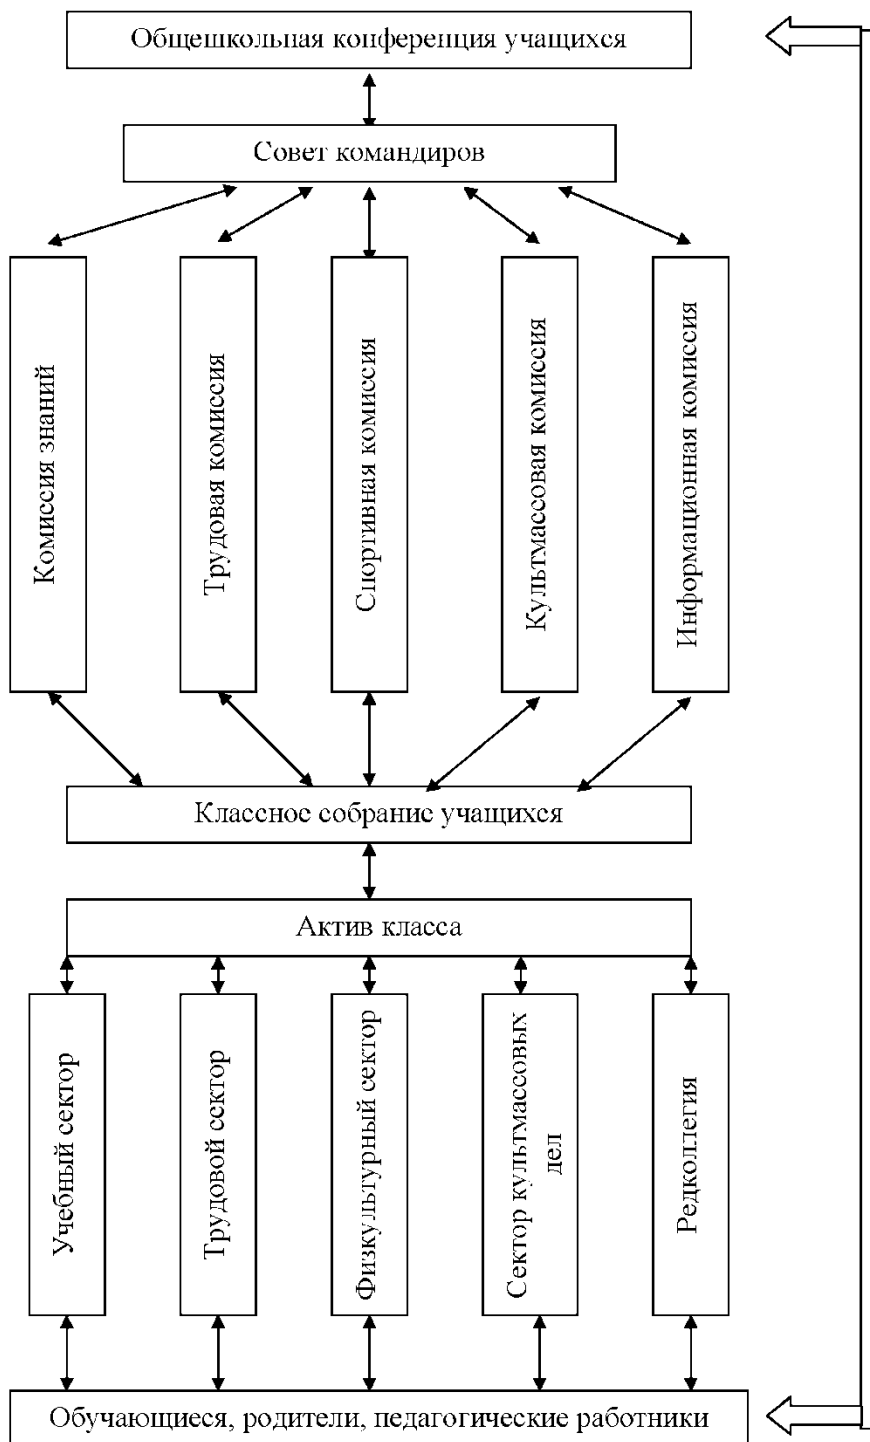 Общешкольная конференция учащихся
Совет командиров
Комиссия знаний
Трудовая комиссия
Спортивная комиссия
Культмассовая комиссия
Информационная комиссия
Классное собрание учащихся
Актив класса
Учебный сектор
Трудовой сектор
Физкультурный сектор
Сектор культмассовых
дел
Редколлегия
Обучающиеся, родители, педагогические работники